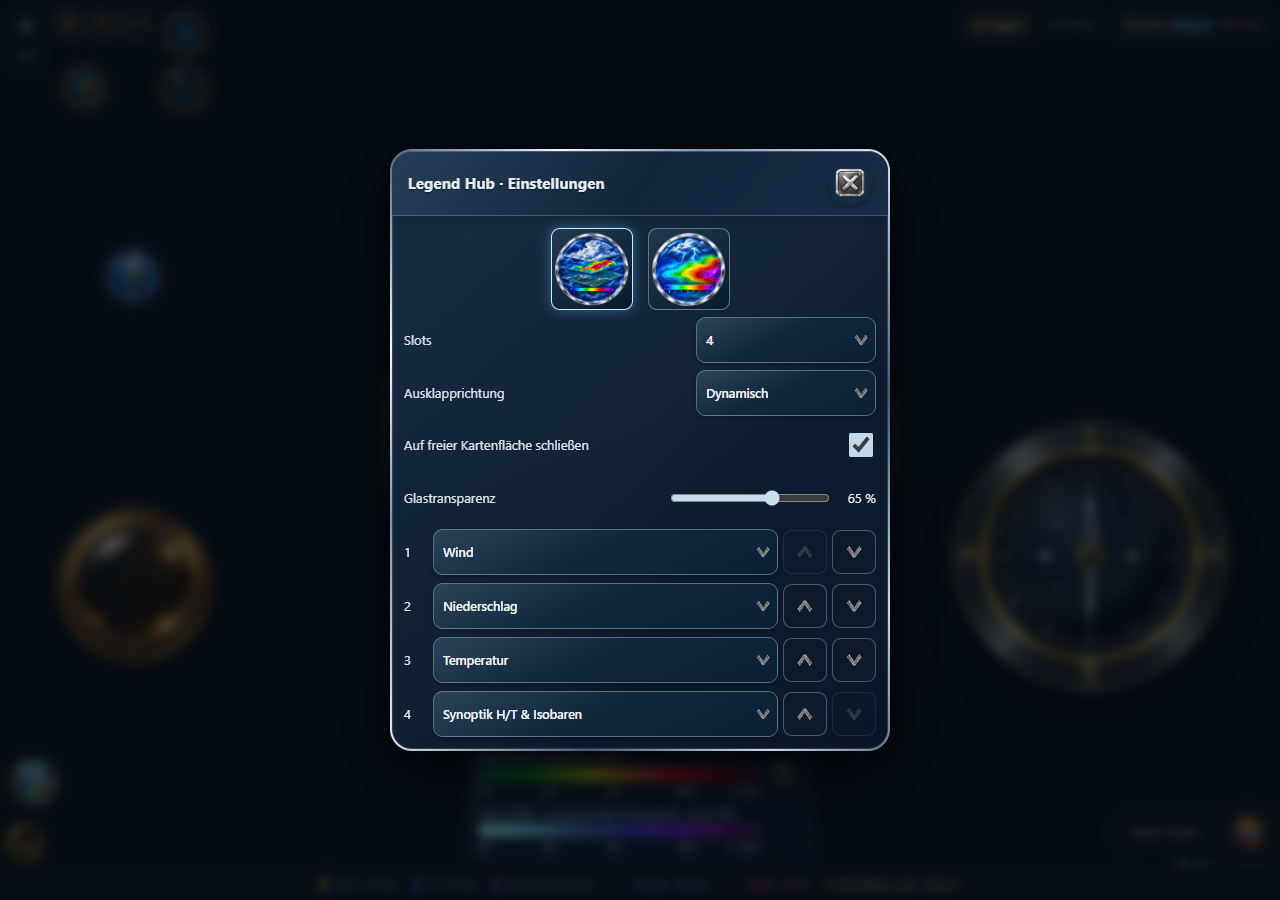 Legend Hub · Einstellungen
Slots
4
Ausklapprichtung
Dynamisch
Auf freier Kartenfläche schließen
Glastransparenz
65 %
1
Wind
2
Niederschlag
3
Temperatur
4
Synoptik H/T & Isobaren